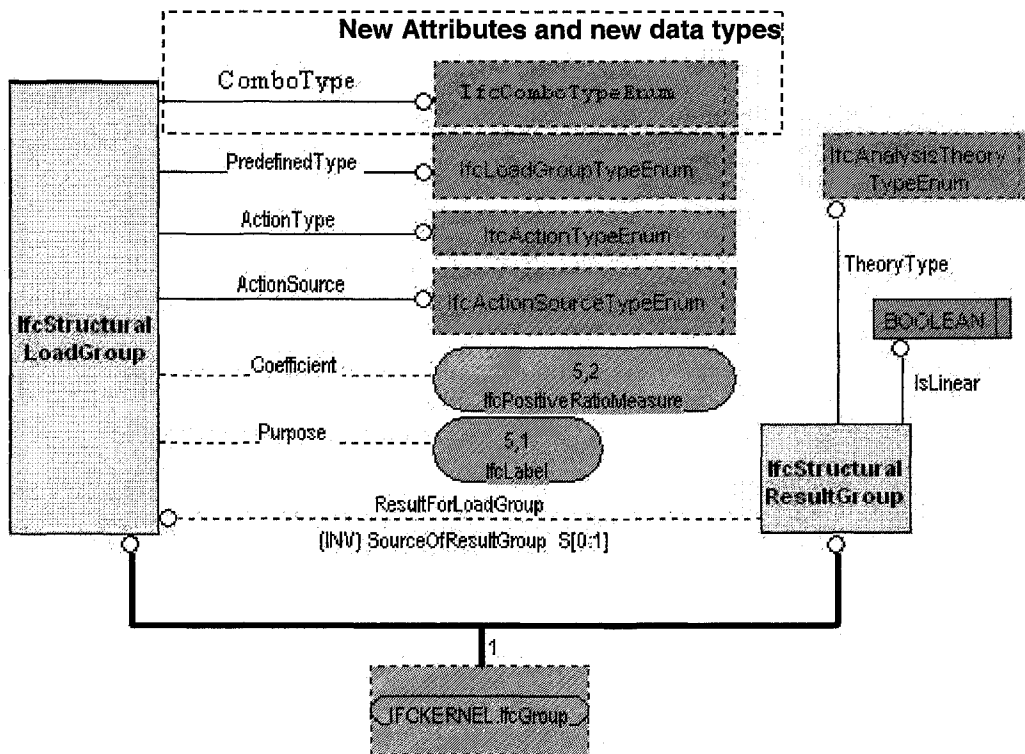 New Attributes and new data types
ComboType
IfcComboTypeEnum
PredefinedType
IfcLoadGroupTypeEnum
ActionType
IfcActionTypeEnum
ActionSource
IfcActionSourceTypeEnum
IfcStructural
LoadGroup
Coefficient
5,2
IfcPositiveRatioMeasure
Purpose
5,1
IfcLabel
ResultForLoadGroup
(INV) SourceOfResultGroup S[0:1]
IfcAnalysisTheory
TypeEnum
TheoryType
BOOLEAN
IsLinear
IfcStructural
ResultGroup
1
IFCKERNEL.IfcGroup